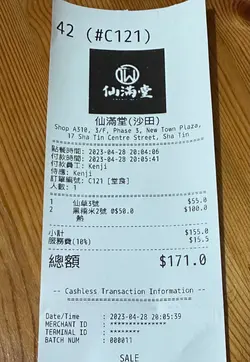 42 (#C121)
仙滿堂
仙滿堂(沙田)
Shop A310, 3/F, Phase 3, New Town Plaza,
17 Sha Tin Centre Street, Sha Tin
點餐時間: 2023-04-28 20:04:06
付款時間: 2023-04-28 20:05:41
付款員工: Kenji
侍應: Kenji
訂單編號: C121 [堂食]
人數: 1
1 仙草3號 $55.0
2 黑糯米2號 @$50.0 $100.0
熱
小計 $155.0
服務費(10%) $15.5
總額 $171.0
-- Cashless Transaction Information --
Date/Time : 2023-04-28 20:05:39
MERCHANT ID : ***********
TERMINAL ID : ********
BATCH NUM : 000011
SALE